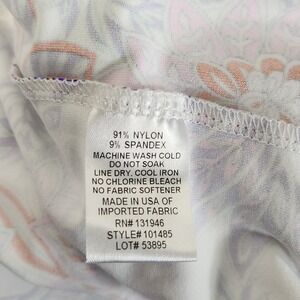 91% NYLON
9% SPANDEX
MACHINE WASH COLD
DO NOT SOAK
LINE DRY, COOL IRON
NO CHLORINE BLEACH
NO FABRIC SOFTENER
MADE IN USA OF
IMPORTED FABRIC
RN# 131946
STYLE# 101485
LOT# 53895